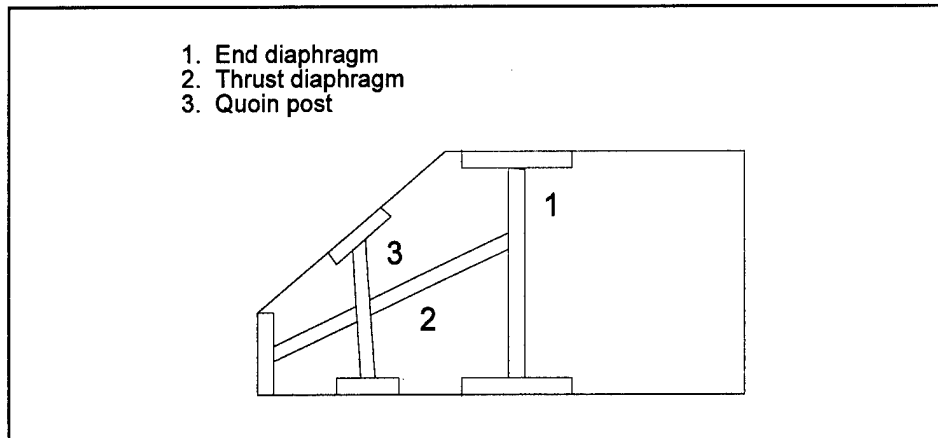 1. End diaphragm
2. Thrust diaphragm
3. Quoin post
1
3
2